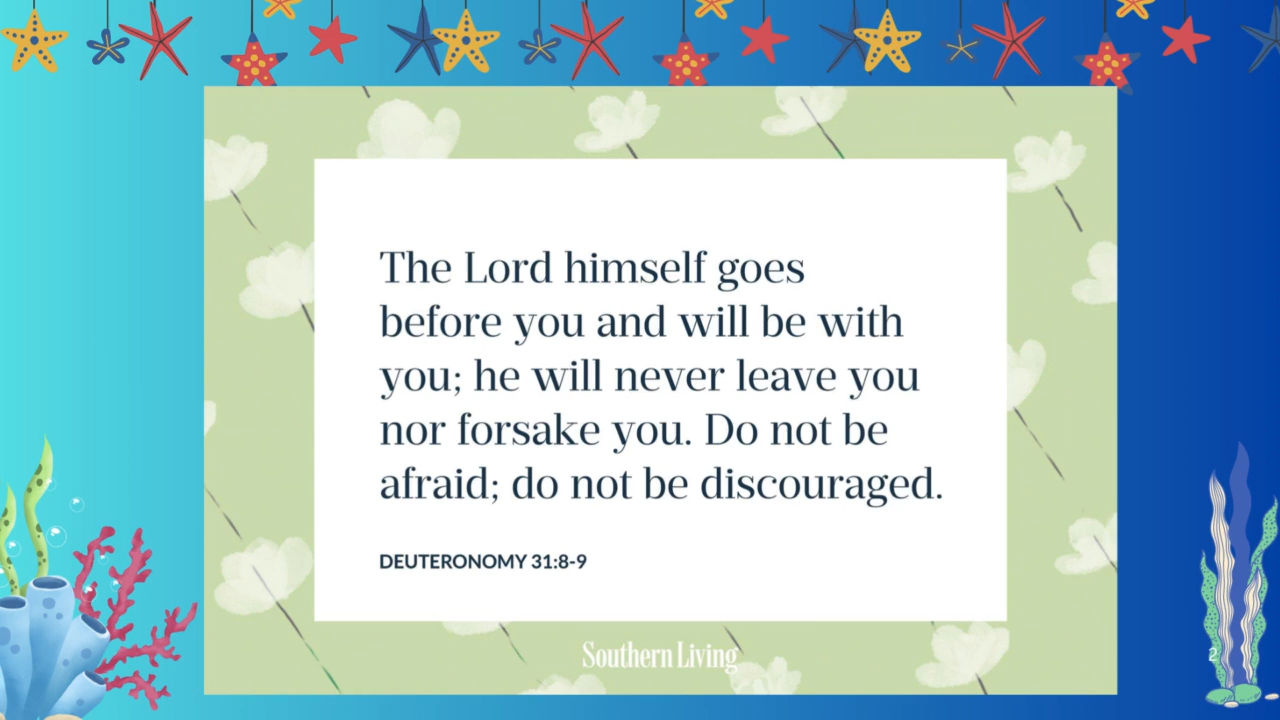 The Lord himself goes
before you and will be with
you; he will never leave you
nor forsake you. Do not be
afraid; do not be discouraged.
DEUTERONOMY 31:8-9
Southern Living
2